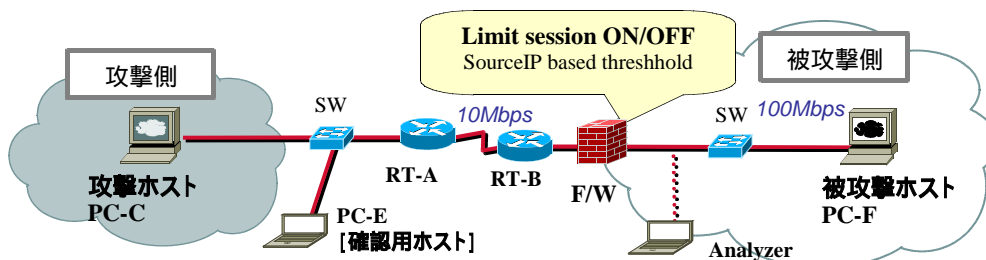 Limit session ON/OFF
SourceIP based threshhold
攻撃側
被攻撃側
SW
10Mbps
SW
100Mbps
RT-A
RT-B
F/W
攻撃ホスト
PC-C
被攻撃ホスト
PC-F
PC-E
[確認用ホスト]
Analyzer